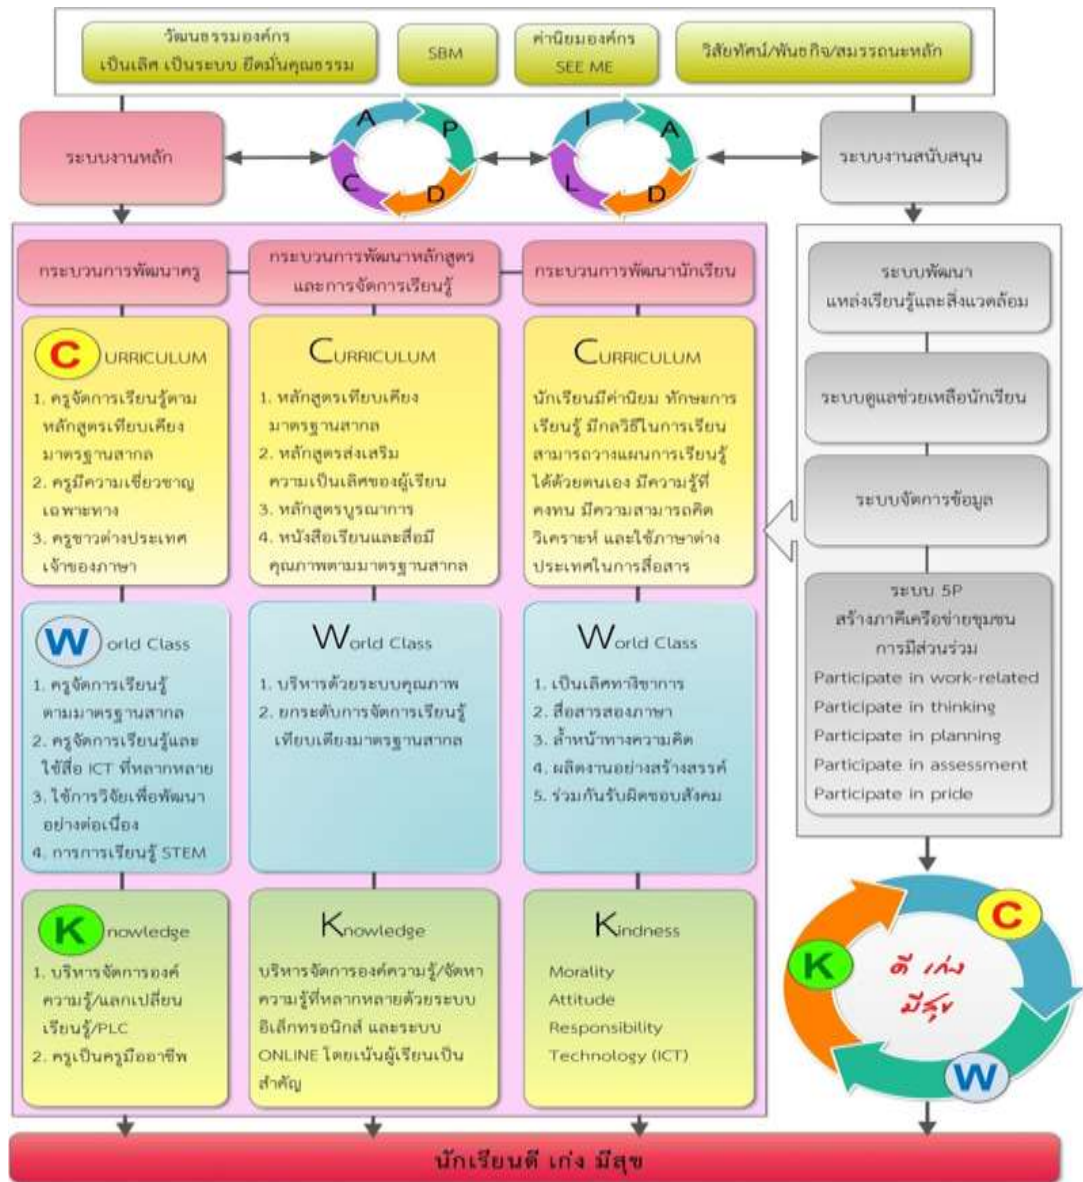 วัฒนธรรมองค์กร
เป็นเลิศ เป็นระบบ ยึดมั่นคุณธรรม
SBM
ค่านิยมองค์กร
SEE ME
วิสัยทัศน์/พันธกิจ/สมรรถนะหลัก
ระบบงานหลัก
A
P
D
C
I
A
D
L
ระบบงานสนับสนุน
กระบวนการพัฒนาครู
กระบวนการพัฒนาหลักสูตร
และการจัดการเรียนรู้
กระบวนการพัฒนานักเรียน
CURRICULUM
1. ครูจัดการเรียนรู้ตาม
หลักสูตรเทียบเคียง
มาตรฐานสากล
2. ครูมีความเชี่ยวชาญ
เฉพาะทาง
3. ครูชาวต่างประเทศ
เจ้าของภาษา
CURRICULUM
1. หลักสูตรเทียบเคียง
มาตรฐานสากล
2. หลักสูตรส่งเสริม
ความเป็นเลิศของผู้เรียน
3. หลักสูตรบูรณาการ
4. หนังสือเรียนและสื่อมี
คุณภาพตามมาตรฐานสากล
CURRICULUM
นักเรียนมีค่านิยม ทักษะการ
เรียนรู้ มีกลวิธีในการเรียน
สามารถวางแผนการเรียนรู้
ได้ด้วยตนเอง มีความรู้ที่
คงทน มีความสามารถคิด
วิเคราะห์ และใช้ภาษาต่าง
ประเทศในการสื่อสาร
World Class
1. ครูจัดการเรียนรู้
ตามมาตรฐานสากล
2. ครูจัดการเรียนรู้และ
ใช้สื่อ ICT ที่หลากหลาย
3. ใช้การวิจัยเพื่อพัฒนา
อย่างต่อเนื่อง
4. การการเรียนรู้ STEM
World Class
1. บริหารด้วยระบบคุณภาพ
2. ยกระดับการจัดการเรียนรู้
เทียบเคียงมาตรฐานสากล
World Class
1. เป็นเลิศทางวิชาการ
2. สื่อสารสองภาษา
3. ล้ำหน้าทางความคิด
4. ผลิตงานอย่างสร้างสรรค์
5. ร่วมกันรับผิดชอบสังคม
Knowledge
1. บริหารจัดการองค์
ความรู้/แลกเปลี่ยน
เรียนรู้/PLC
2. ครูเป็นครูมืออาชีพ
Knowledge
บริหารจัดการองค์ความรู้/จัดหา
ความรู้ที่หลากหลายด้วยระบบ
อิเล็กทรอนิกส์ และระบบ
ONLINE โดยเน้นผู้เรียนเป็น
สำคัญ
Kindness
Morality
Attitude
Responsibility
Technology (ICT)
ระบบพัฒนา
แหล่งเรียนรู้และสิ่งแวดล้อม
ระบบดูแลช่วยเหลือนักเรียน
ระบบจัดการข้อมูล
ระบบ 5P
สร้างภาคีเครือข่ายชุมชน
การมีส่วนร่วม
Participate in work-related
Participate in thinking
Participate in planning
Participate in assessment
Participate in pride
C
K
W
ดี เก่ง
มีสุข
นักเรียนดี เก่ง มีสุข